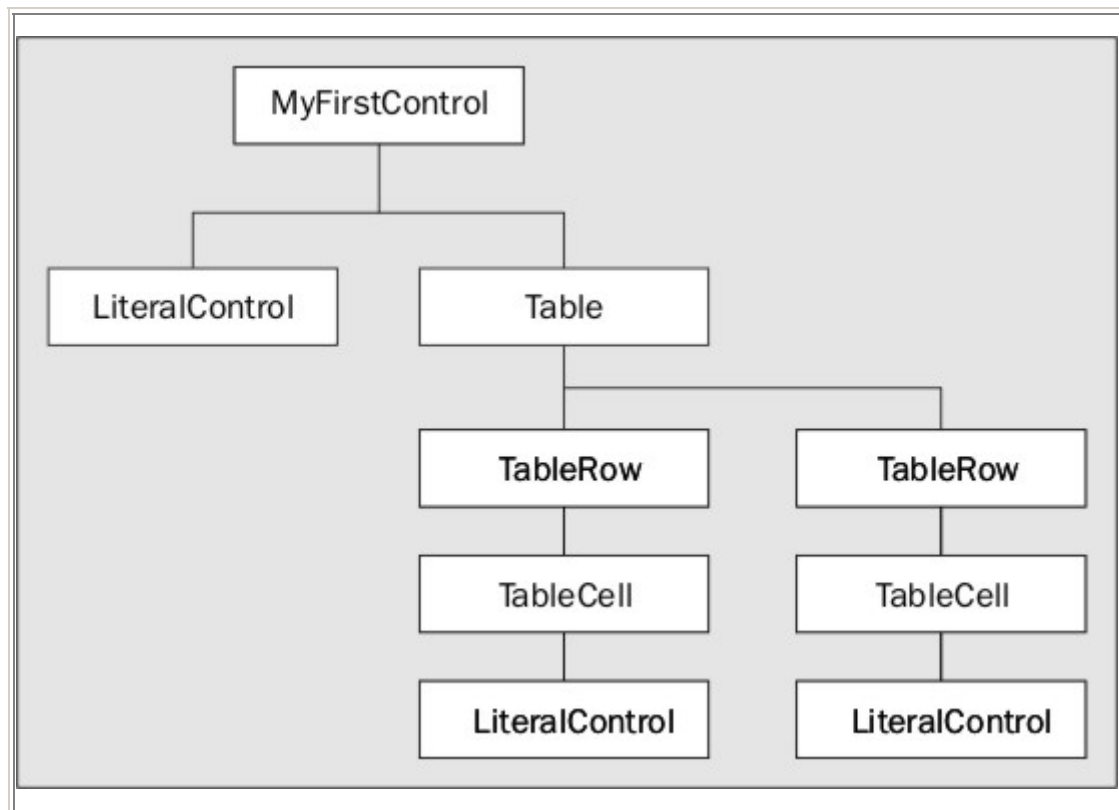 MyFirstControl
LiteralControl
Table
TableRow
TableRow
TableCell
TableCell
LiteralControl
LiteralControl